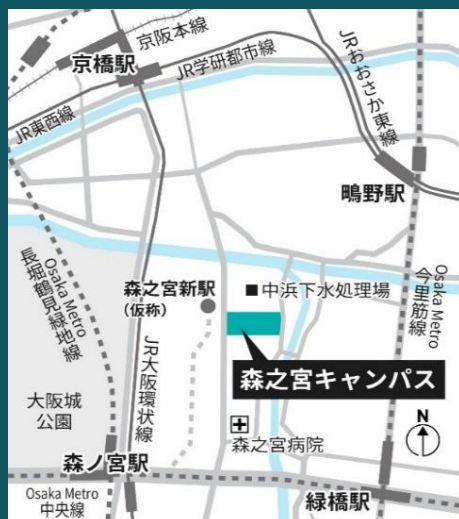 京阪本線
京橋駅
JR学研都市線
JRおおさか東線
JR東西線
鴫野駅
Osaka Metro
長堀鶴見緑地線
Osaka Metro
今里筋線
森之宮新駅
(仮称)
■中浜下水処理場
JR大阪環状線
森之宮キャンパス
大阪城
公園
N
森之宮病院
森ノ宮駅
Osaka Metro
中央線
緑橋駅